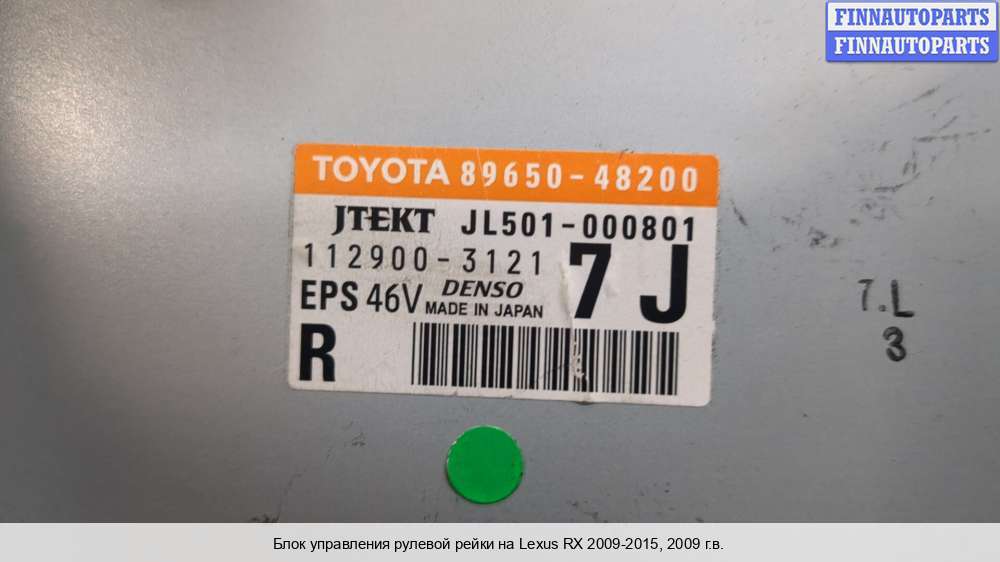 FINNAUTOPARTS
FINNAUTOPARTS
TOYOTA 89650-48200
JTEKT JL501-000801
112900-3121
7J
EPS 46V DENSO
MADE IN JAPAN
R
7.L
3
Блок управления рулевой рейки на Lexus RX 2009-2015, 2009 г.в.